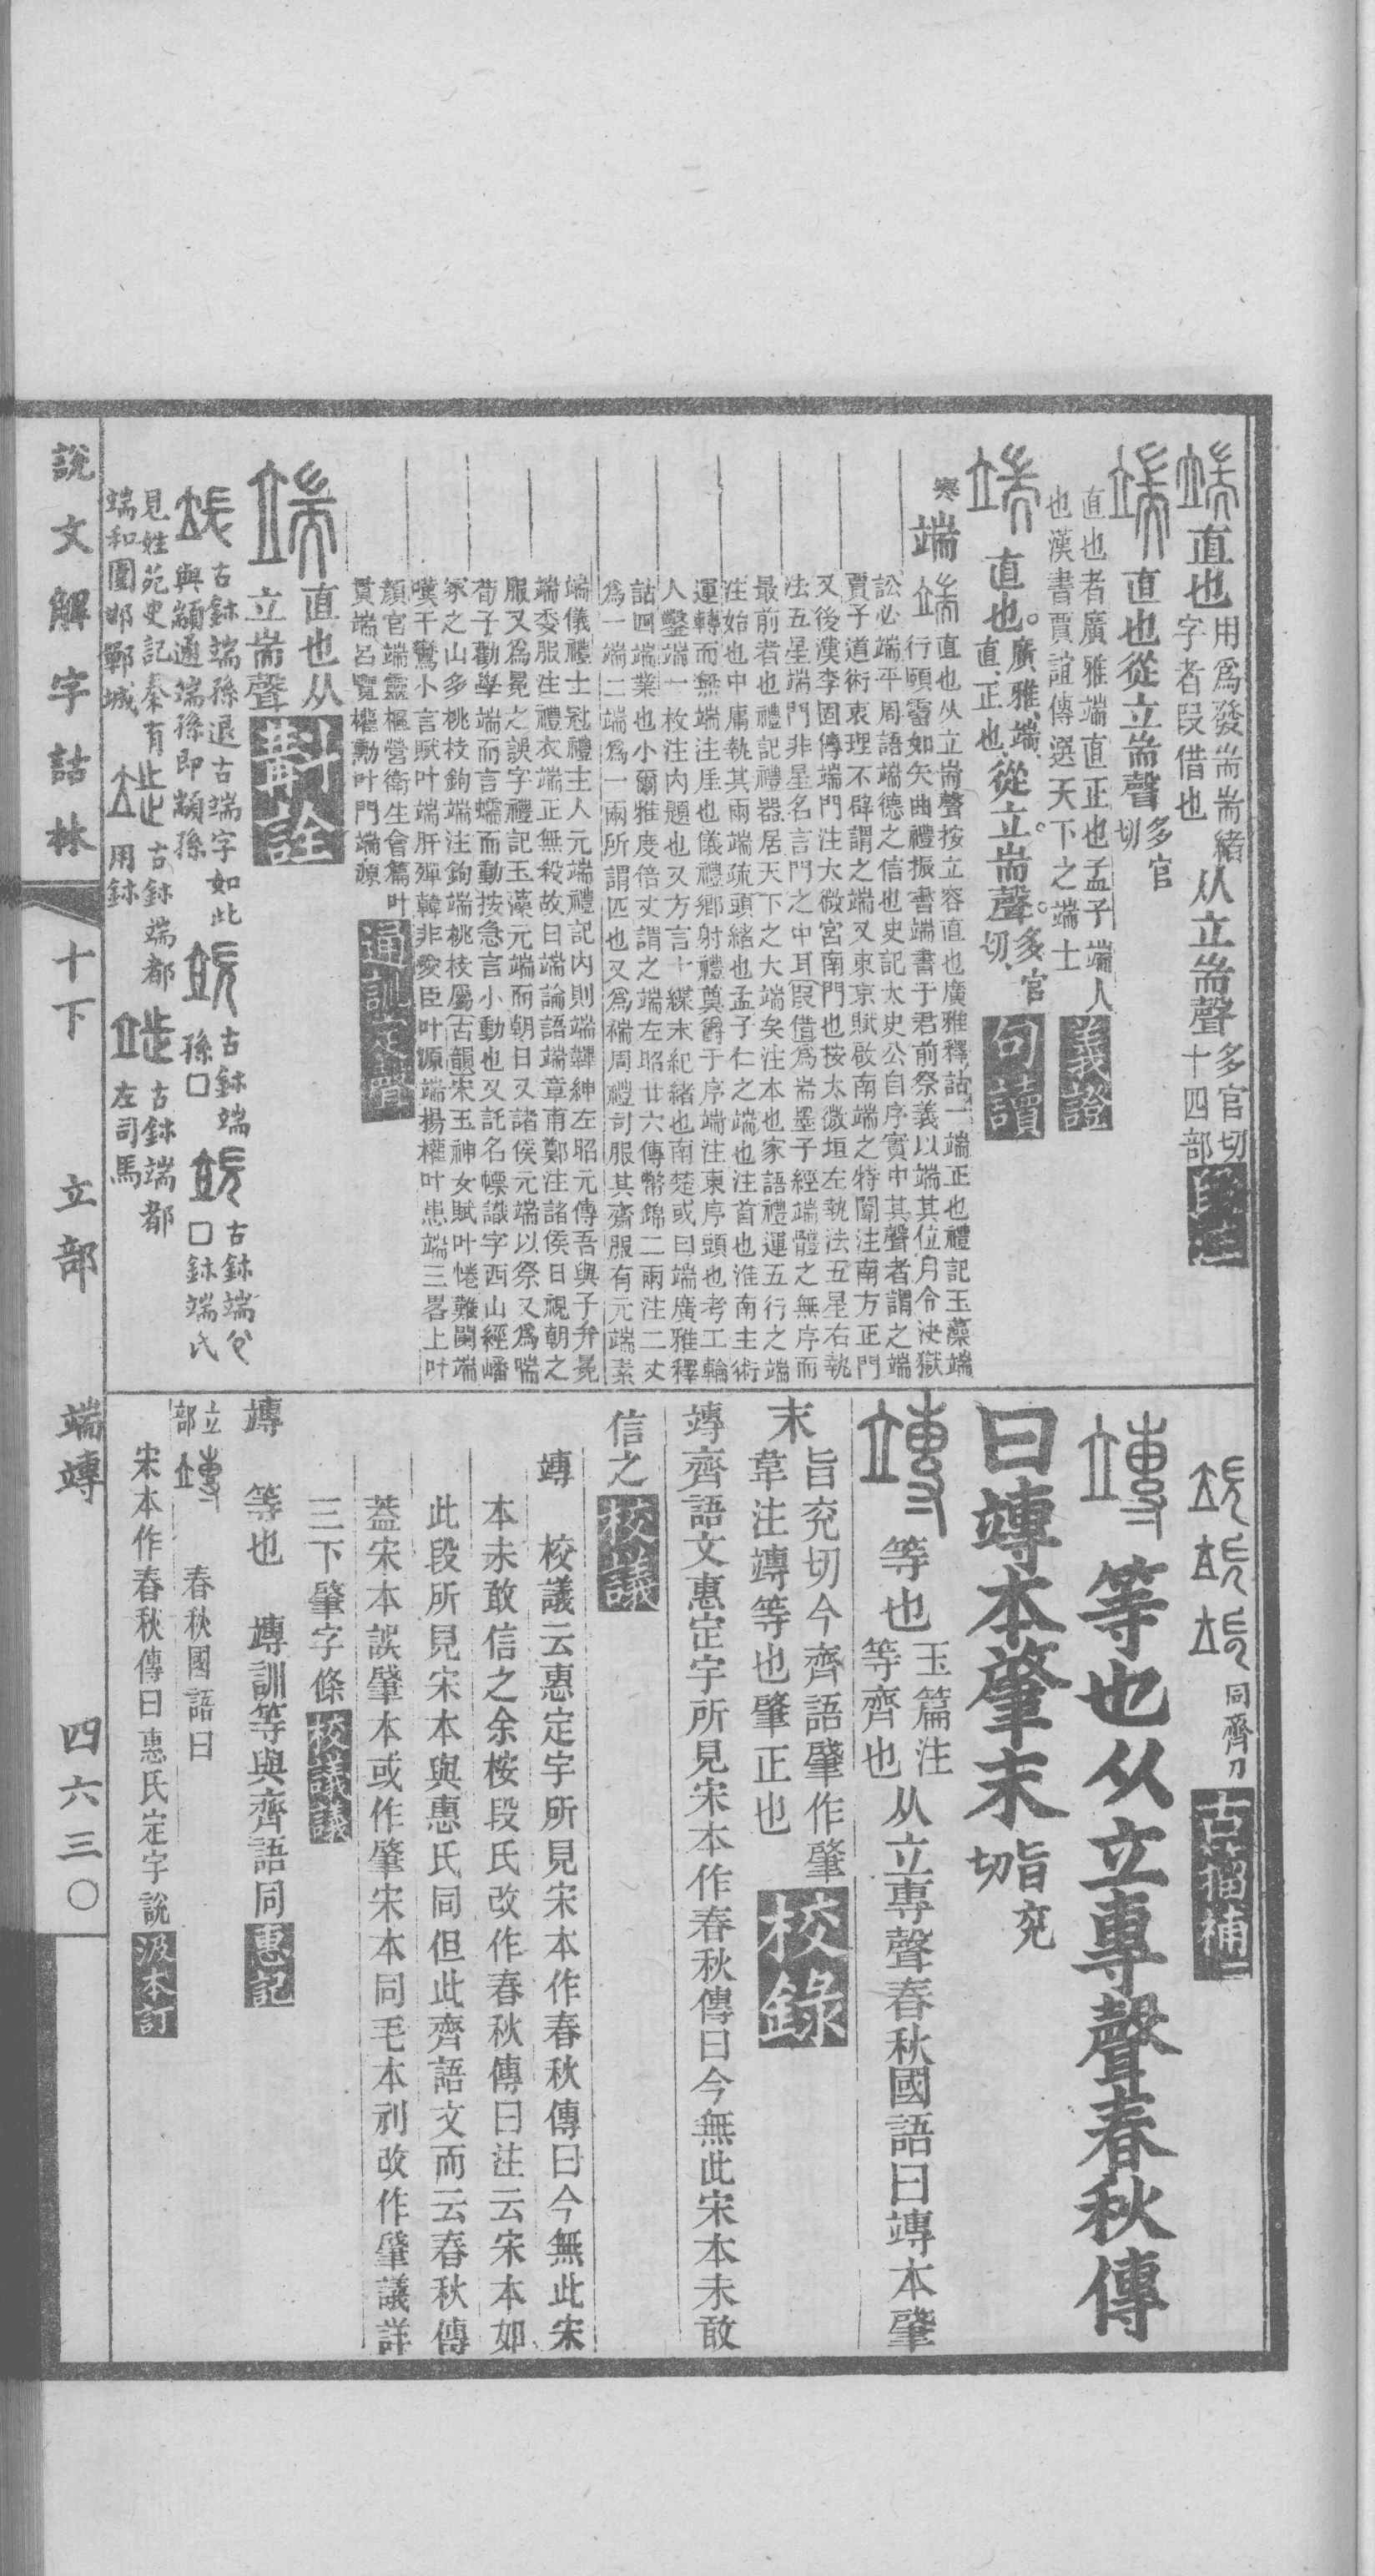 端 直也用爲發耑耑緒字者叚借也从立耑聲多官切十四部段注
端 直也從立耑聲多官切
直也者廣雅端直正也孟子端人
也漢書賈誼傳選天下之端士義證
端 直也。廣雅端直正也從立。耑聲。多官切句讀
寒
端 端直也从立耑聲按立容直也廣雅釋詁一端正也禮記玉藻端
行頤霤如矢曲禮振書端書于君前祭義以端其位月令決獄
訟必端平周語端德之信也史記太史公自序實中其聲者謂之端
賈子道術衷理不辟謂之端又東京賦啟南端之特闈注南方正門
又後漢李固傳端門注大微宮南門也按太微垣左執法五星右執
法五星端門非星名言門之中耳叚借爲耑墨子經端體之無序而
最前者也禮記禮器居天下之大端矣注本也家語禮運五行之端
注始也中庸執其兩端疏頭緒也孟子仁之端也注首也淮南主術
運轉而無端注厓也儀禮鄉射禮奠爵于序端注東序頭也考工輪
人鑿端一枚注內題也又方言十緤末紀緒也南楚或曰端廣雅釋
詁四端業也小爾雅度倍丈謂之端左昭廿六傳幣錦二兩注二丈
爲一端二端爲一兩所謂匹也又爲褍周禮司服其齋服有元端素
端儀禮士冠禮主人元端禮記內則端韠紳左昭元傳吾與子弁冕
端委服注禮衣端正無殺故曰端論語端章甫鄭注諸侯日視朝之
服又爲冕之誤字禮記玉藻元端而朝日又諸侯元端以祭又爲喘
荀子勸學端而言蠕而動按急言小動也又託名幖識字西山經嶓
冢之山多桃枝鉤端注鉤端桃枝屬古韻宋玉神女賦叶惓難闌端
嘆干鸞小言賦叶端肝殫韓非愛臣叶源端揚權叶患端三畧上叶
顏官端靈樞營衛生會篇叶
貫端呂覽權勳叶門端源通訓定聲
端 直也从
立耑聲斠詮
古鉥端孫退古端字如此
與顓通端孫即顓孫 古鉥端
孫□ 古鉥端公
□鉥端氏
見姓苑史記秦有
端和圍邯鄲城 古鉥端都
用鉥 古鉥端都
左司馬
同齊刀古籀補
竱 等也从立專聲春秋傳
曰竱本肇末旨兗切
竱 等也玉篇注等齊也从立專聲春秋國語曰竱本肇
末旨兗切今齊語肇作肇
韋注竱等也肇正也校錄
竱齊語文惠定宇所見宋本作春秋傳曰今無此宋本未敢
信之校議
竱 校議云惠定宇所見宋本作春秋傳曰今無此宋
本未敢信之余桉段氏改作春秋傳曰注云宋本如
此段所見宋本與惠氏同但此齊語文而云春秋傳
蓋宋本誤肇本或作肇宋本同毛本刓改作肇議詳
三下肇字條校議議
竱 等也 竱訓等與齊語同惠記
立部 竱 春秋國語曰
宋本作春秋傳曰惠氏定宇說汲本訂
說文解字詁林 十下 立部 端竱 四六三〇